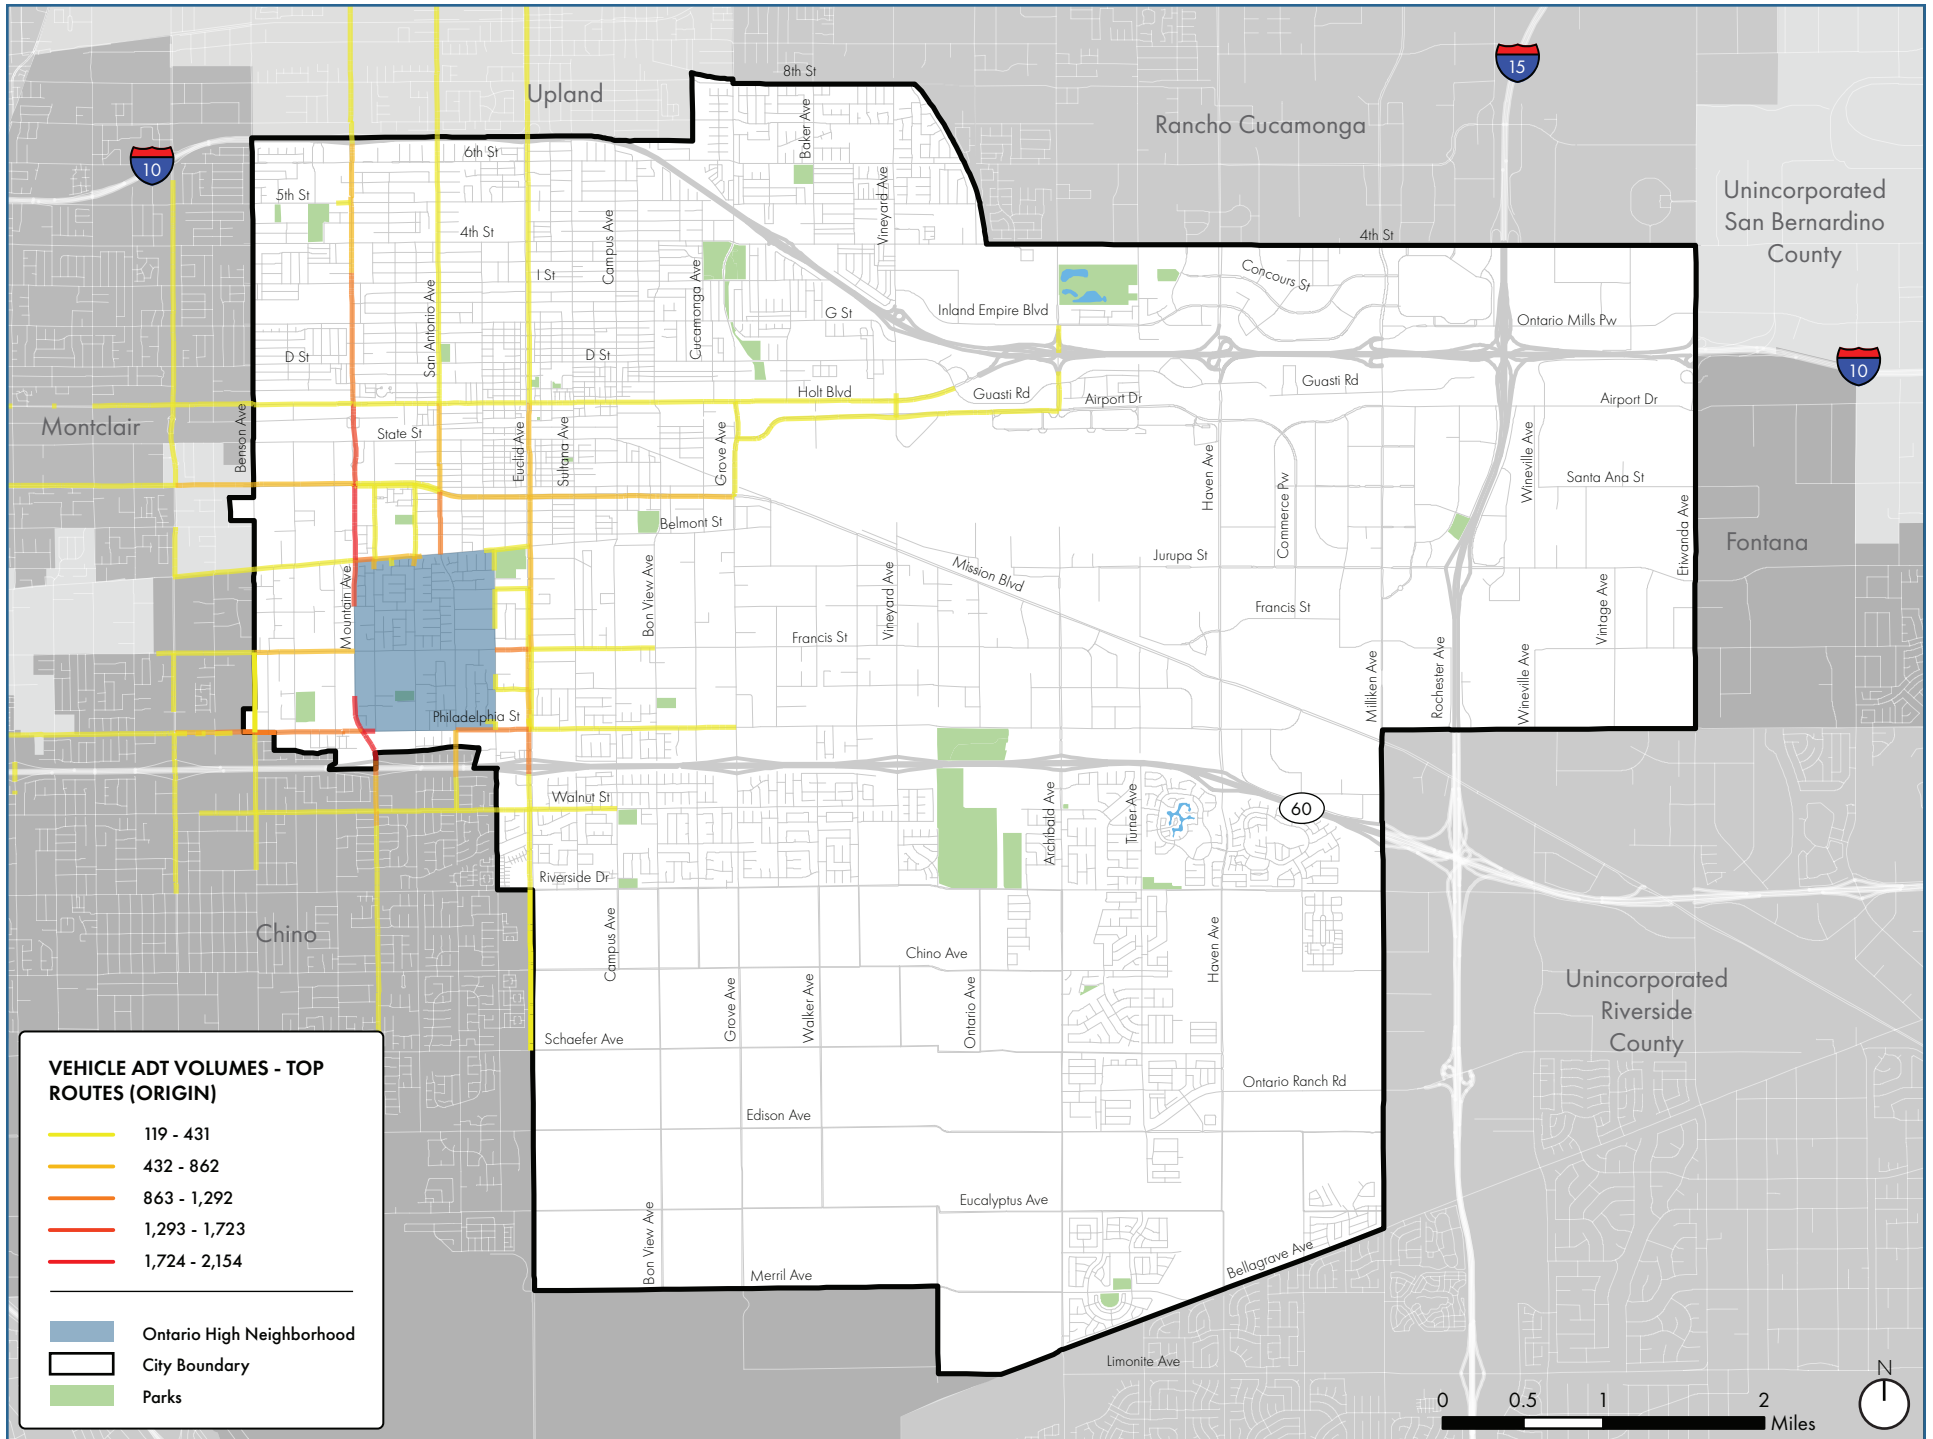 8th St
15
Upland
Rancho Cucamonga
Baker Ave
10
6th St
5th St
Vineyard Ave
Unincorporated
San Bernardino
County
4th St
Campus Ave
4th St
I St
Cucamonga Ave
Concours St
San Antonio Ave
G St
Inland Empire Blvd
Ontario Mills Pw
D St
D St
10
Holt Blvd
Guasti Rd
Guasti Rd
Airport Dr
Airport Dr
Montclair
Benson Ave
State St
Euclid Ave
Sultana Ave
Grove Ave
Haven Ave
Commerce Pw
Wineville Ave
Santa Ana St
Etiwanda Ave
Belmont St
Fontana
Jurupa St
Mission Blvd
Mountain Ave
Bon View Ave
Vineyard Ave
Francis St
Vintage Ave
Francis St
Milliken Ave
Rochester Ave
Wineville Ave
Philadelphia St
Walnut St
Archibald Ave
Turner Ave
60
Riverside Dr
Chino
Campus Ave
Chino Ave
Haven Ave
Grove Ave
Walker Ave
Ontario Ave
Unincorporated
Riverside
County
Schaefer Ave
Ontario Ranch Rd
Edison Ave
Eucalyptus Ave
Bon View Ave
Merril Ave
Bellagrave Ave
Limonite Ave
VEHICLE ADT VOLUMES - TOP
ROUTES (ORIGIN)
119 - 431
432 - 862
863 - 1,292
1,293 - 1,723
1,724 - 2,154
Ontario High Neighborhood
City Boundary
Parks
N
0 0.5 1 2
Miles